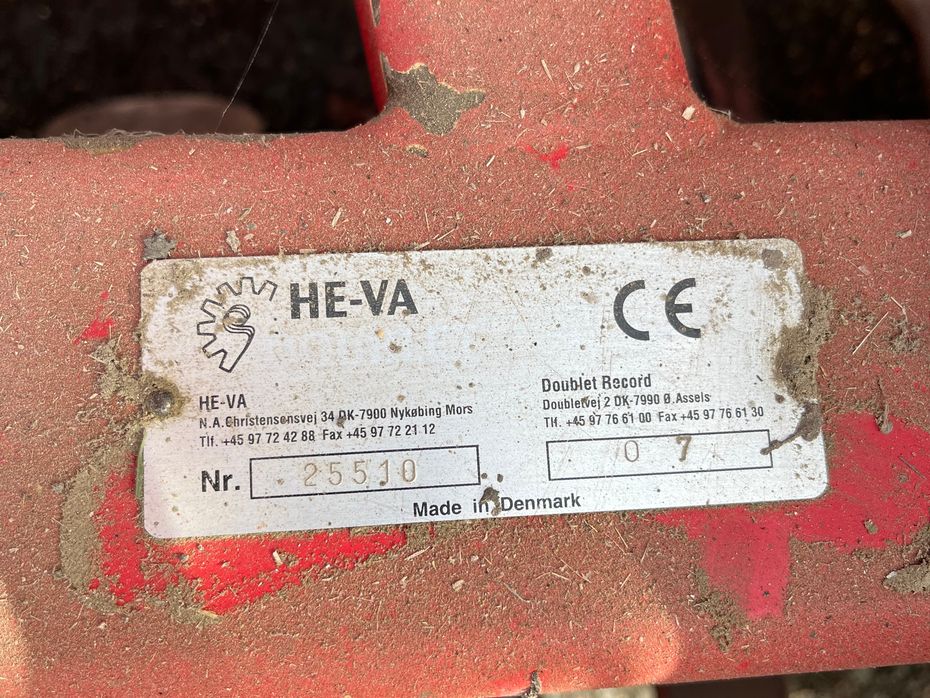 HE-VA
CE
HE-VA
N.A.Christensensvej 34 DK-7900 Nykøbing Mors
Tlf. +45 97 72 42 88 Fax +45 97 72 21 12
Doublet Record
Doubletvej 2 DK-7990 Ø.Assels
Tlf. +45 97 76 61 00 Fax +45 97 76 61 30
Nr. 25510
07
Made in Denmark